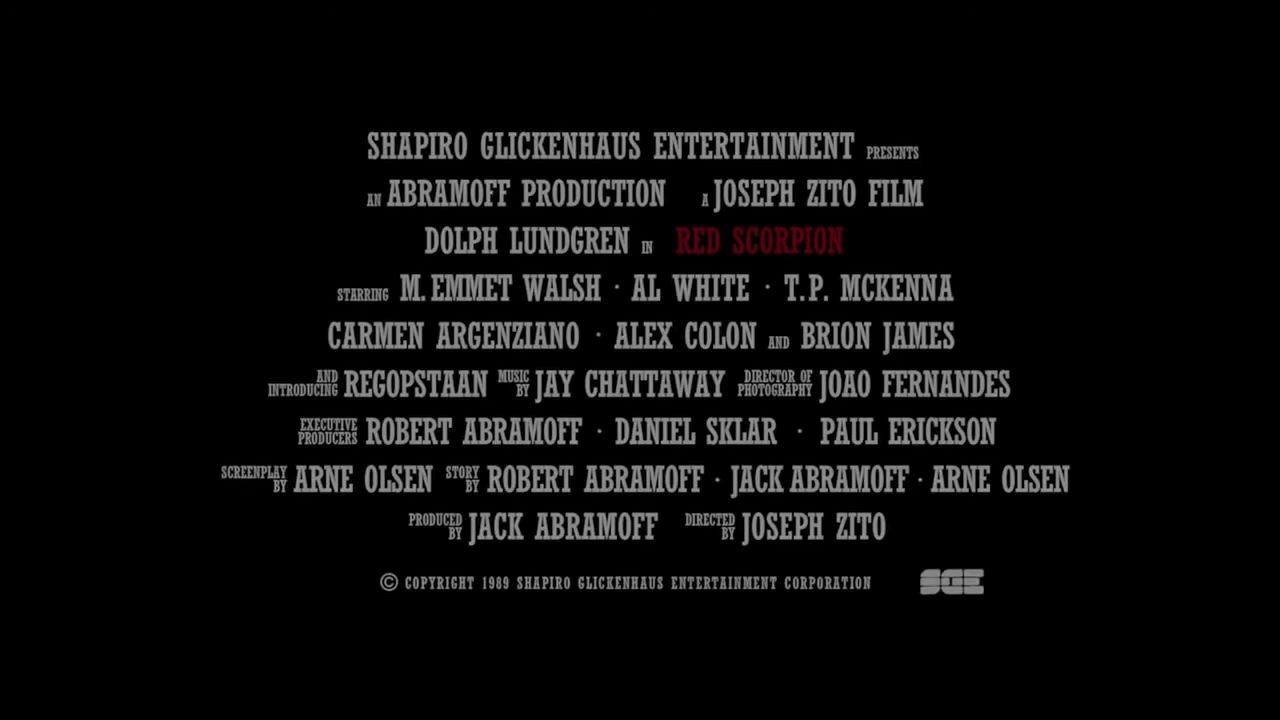 SHAPIRO GLICKENHAUS ENTERTAINMENT PRESENTS
AN ABRAMOFF PRODUCTION A JOSEPH ZITO FILM
DOLPH LUNDGREN IN RED SCORPION
STARRING M. EMMET WALSH · AL WHITE · T.P. MCKENNA
CARMEN ARGENZIANO · ALEX COLON AND BRION JAMES
AND INTRODUCING REGOPSTAAN MUSIC BY JAY CHATTAWAY DIRECTOR OF PHOTOGRAPHY JOAO FERNANDES
EXECUTIVE PRODUCERS ROBERT ABRAMOFF · DANIEL SKLAR · PAUL ERICKSON
SCREENPLAY BY ARNE OLSEN STORY BY ROBERT ABRAMOFF · JACK ABRAMOFF · ARNE OLSEN
PRODUCED BY JACK ABRAMOFF DIRECTED BY JOSEPH ZITO
© COPYRIGHT 1989 SHAPIRO GLICKENHAUS ENTERTAINMENT CORPORATION SGE